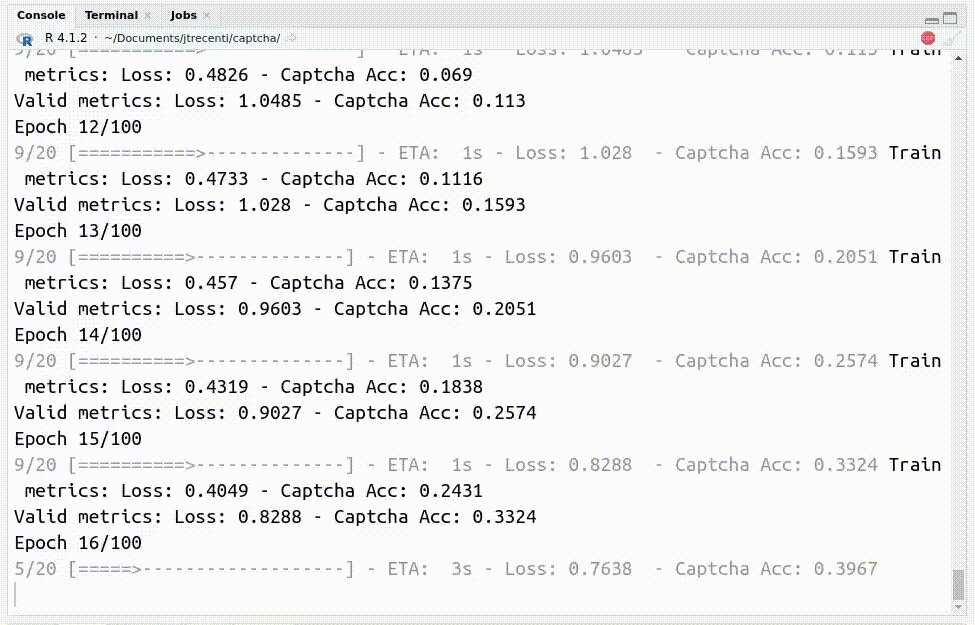 Console Terminal Jobs
R 4.1.2 · ~/Documents/jtrecenti/captcha/
9/20 [===========>---------------] - ETA: 1s - Loss: 1.0485 - Captcha Acc: 0.113 Train
metrics: Loss: 0.4826 - Captcha Acc: 0.069
Valid metrics: Loss: 1.0485 - Captcha Acc: 0.113
Epoch 12/100
9/20 [===========>--------------] - ETA:  1s - Loss: 1.028  - Captcha Acc: 0.1593 Train
metrics: Loss: 0.4733 - Captcha Acc: 0.1116
Valid metrics: Loss: 1.028 - Captcha Acc: 0.1593
Epoch 13/100
9/20 [==========>--------------] - ETA:  1s - Loss: 0.9603  - Captcha Acc: 0.2051 Train
metrics: Loss: 0.457 - Captcha Acc: 0.1375
Valid metrics: Loss: 0.9603 - Captcha Acc: 0.2051
Epoch 14/100
9/20 [==========>--------------] - ETA:  1s - Loss: 0.9027  - Captcha Acc: 0.2574 Train
metrics: Loss: 0.4319 - Captcha Acc: 0.1838
Valid metrics: Loss: 0.9027 - Captcha Acc: 0.2574
Epoch 15/100
9/20 [==========>--------------] - ETA:  1s - Loss: 0.8288  - Captcha Acc: 0.3324 Train
metrics: Loss: 0.4049 - Captcha Acc: 0.2431
Valid metrics: Loss: 0.8288 - Captcha Acc: 0.3324
Epoch 16/100
5/20 [=====>-------------------] - ETA:  3s - Loss: 0.7638  - Captcha Acc: 0.3967